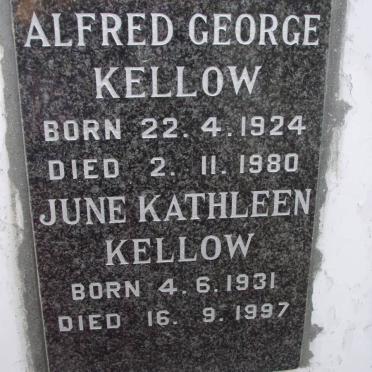 ALFRED GEORGE
KELLOW
BORN 22. 4. 1924
DIED 2. 11. 1980
JUNE KATHLEEN
KELLOW
BORN 4. 6. 1931
DIED 16. 9. 1997